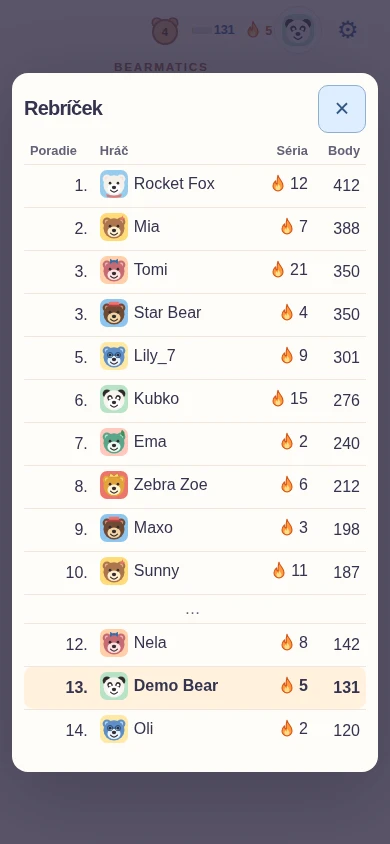 4 131 5
BEARMATICS
Rebríček ×
Poradie Hráč Séria Body
1. Rocket Fox 12 412
2. Mia 7 388
3. Tomi 21 350
3. Star Bear 4 350
5. Lily_7 9 301
6. Kubko 15 276
7. Ema 2 240
8. Zebra Zoe 6 212
9. Maxo 3 198
10. Sunny 11 187
...
12. Nela 8 142
13. Demo Bear 5 131
14. Oli 2 120